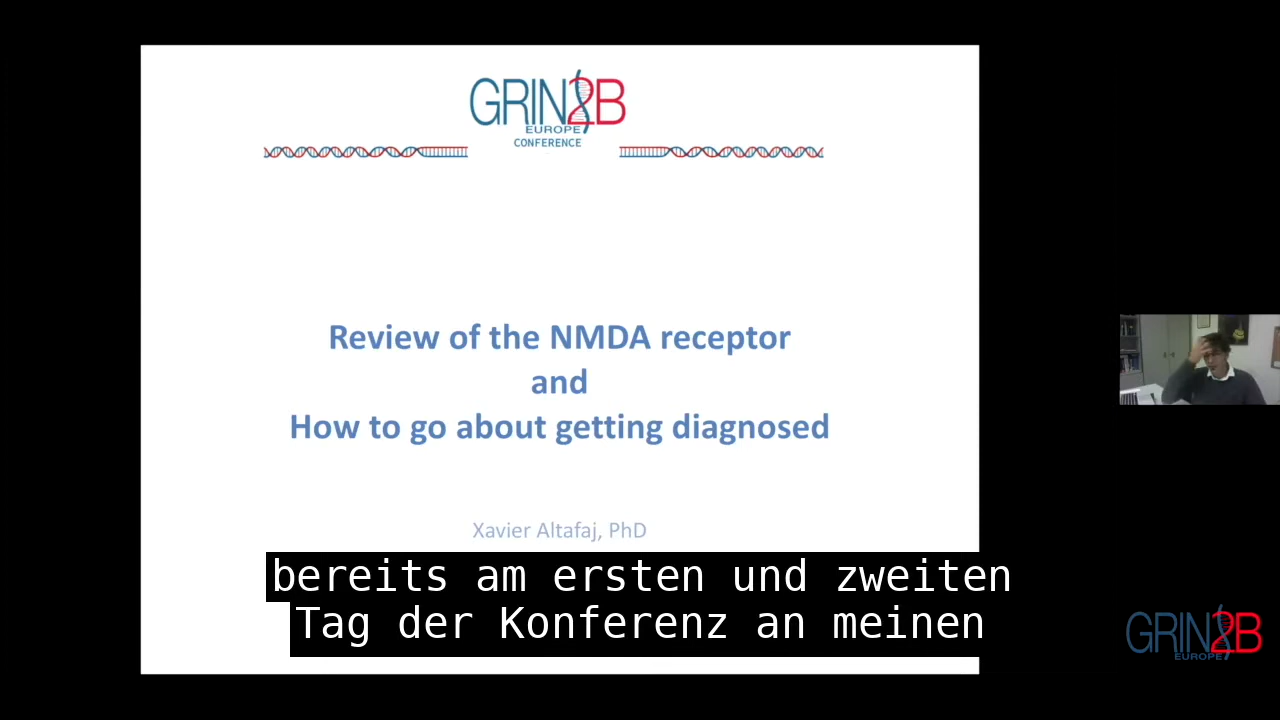 GRIN2B
EUROPE
CONFERENCE
Review of the NMDA receptor
and
How to go about getting diagnosed
Xavier Altafaj, PhD
bereits am ersten und zweiten
Tag der Konferenz an meinen
GRIN2B
EUROPE